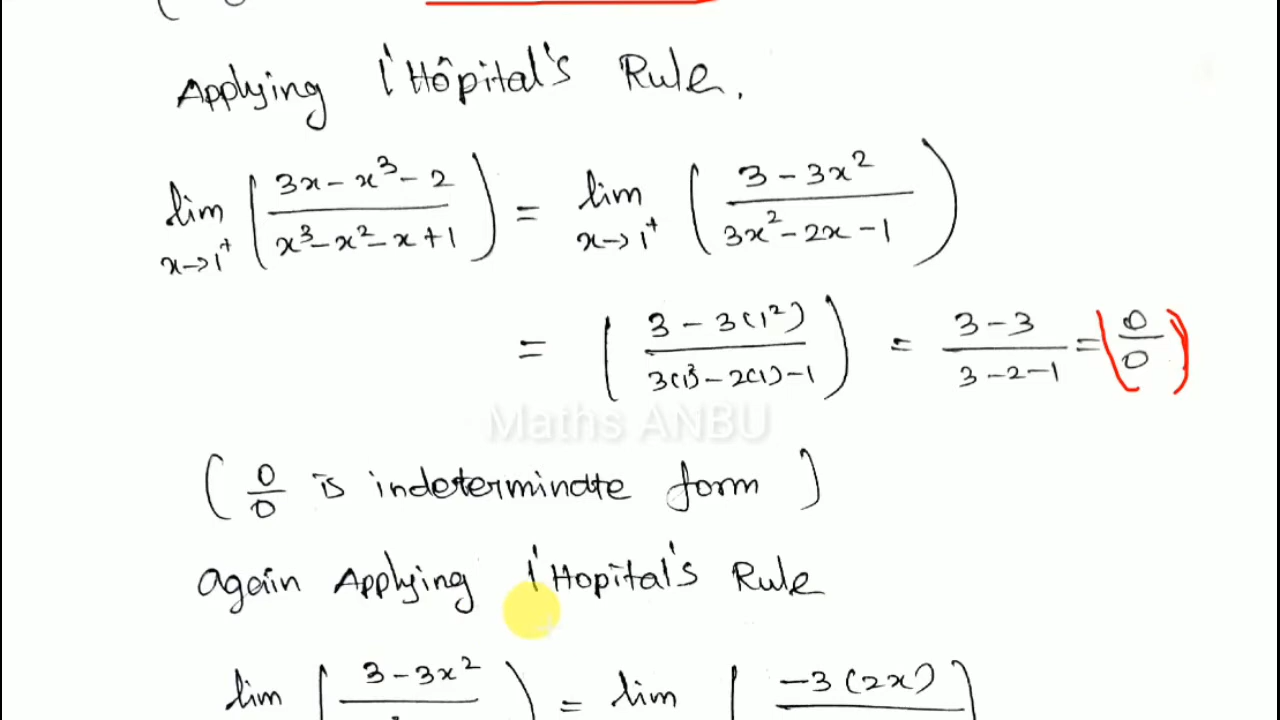 Applying l'Hôpital's Rule.
lim x→1⁺ ( (3x - x³ - 2) / (x³ - x² - x + 1) ) = lim x→1⁺ ( (3 - 3x²) / (3x² - 2x - 1) )
= ( (3 - 3(1²)) / (3(1)² - 2(1) - 1) ) = (3 - 3) / (3 - 2 - 1) = ( 0/0 )
Maths ANBU
( 0/0 is indeterminate form )
again Applying l'Hopital's Rule
lim ( 3 - 3x² ) = lim ( -3(2x) )